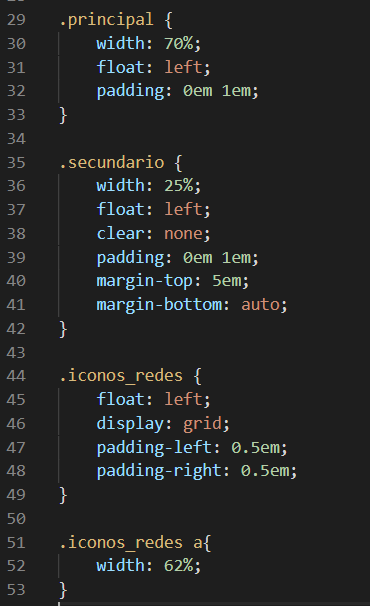 29 .principal {
30 width: 70%;
31 float: left;
32 padding: 0em 1em;
33 }
34
35 .secundario {
36 width: 25%;
37 float: left;
38 clear: none;
39 padding: 0em 1em;
40 margin-top: 5em;
41 margin-bottom: auto;
42 }
43
44 .iconos_redes {
45 float: left;
46 display: grid;
47 padding-left: 0.5em;
48 padding-right: 0.5em;
49 }
50
51 .iconos_redes a{
52 width: 62%;
53 }